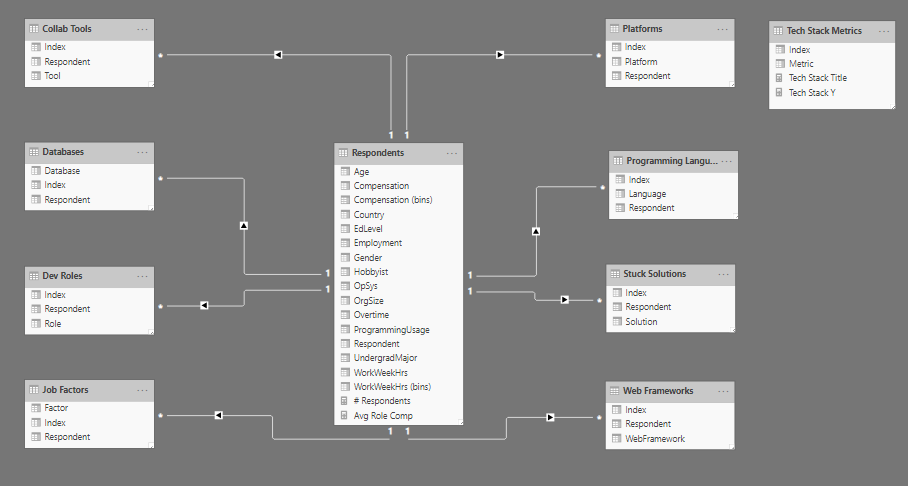 Collab Tools
Index
Respondent
Tool
Platforms
Index
Platform
Respondent
Tech Stack Metrics
Index
Metric
Tech Stack Title
Tech Stack Y
Databases
Database
Index
Respondent
Respondents
Age
Compensation
Compensation (bins)
Country
EdLevel
Employment
Gender
Hobbyist
OpSys
OrgSize
Overtime
ProgrammingUsage
Respondent
UndergradMajor
WorkWeekHrs
WorkWeekHrs (bins)
# Respondents
Avg Role Comp
Programming Langu...
Index
Language
Respondent
Dev Roles
Index
Respondent
Role
Stuck Solutions
Index
Respondent
Solution
Job Factors
Factor
Index
Respondent
Web Frameworks
Index
Respondent
WebFramework
1 1
1 1
1 1
1 1
* *
* *
* *
* *